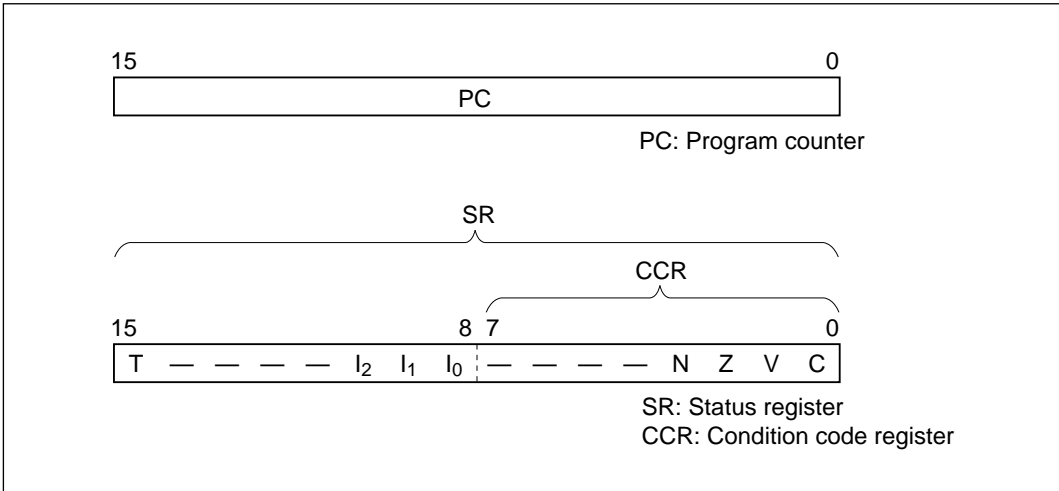 15 0
PC
PC: Program counter
SR
CCR
15 8 7 0
T — — — — I₂ I₁ I₀ — — — — N Z V C
SR: Status register
CCR: Condition code register